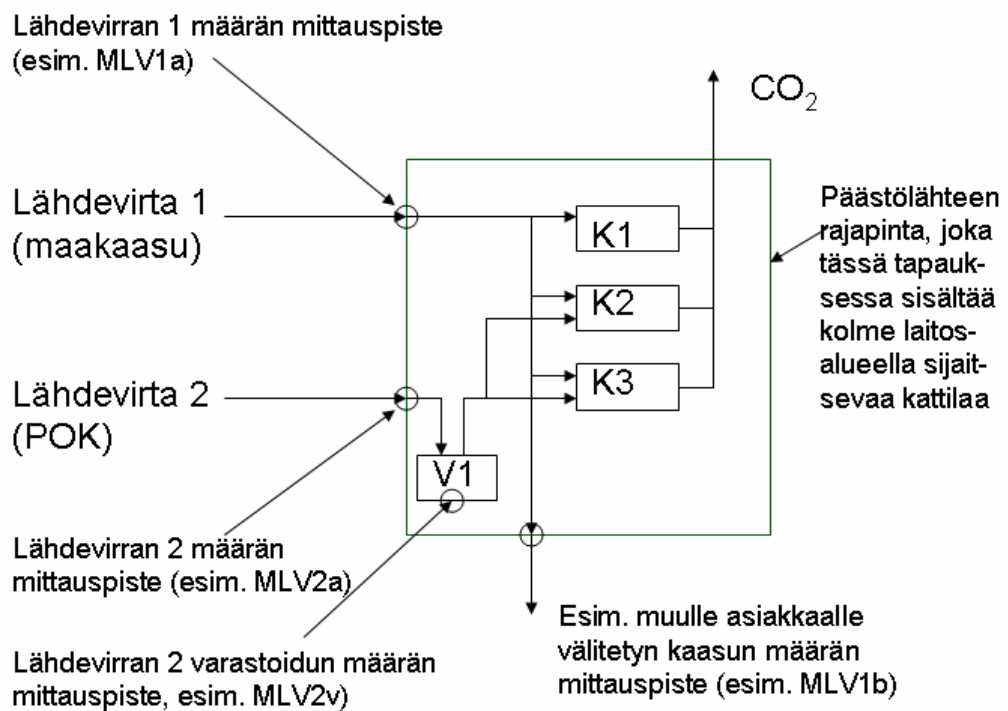 Lähdevirran 1 määrän mittauspiste
(esim. MLV1a)
CO2
Lähdevirta 1
(maakaasu)
K1
K2
K3
Päästölähteen
rajapinta, joka
tässä tapauk-
sessa sisältää
kolme laitos-
alueella sijait-
sevaa kattilaa
Lähdevirta 2
(POK)
V1
Lähdevirran 2 määrän
mittauspiste (esim. MLV2a)
Esim. muulle asiakkaalle
välitetyn kaasun määrän
mittauspiste (esim. MLV1b)
Lähdevirran 2 varastoidun määrän
mittauspiste, esim. MLV2v)